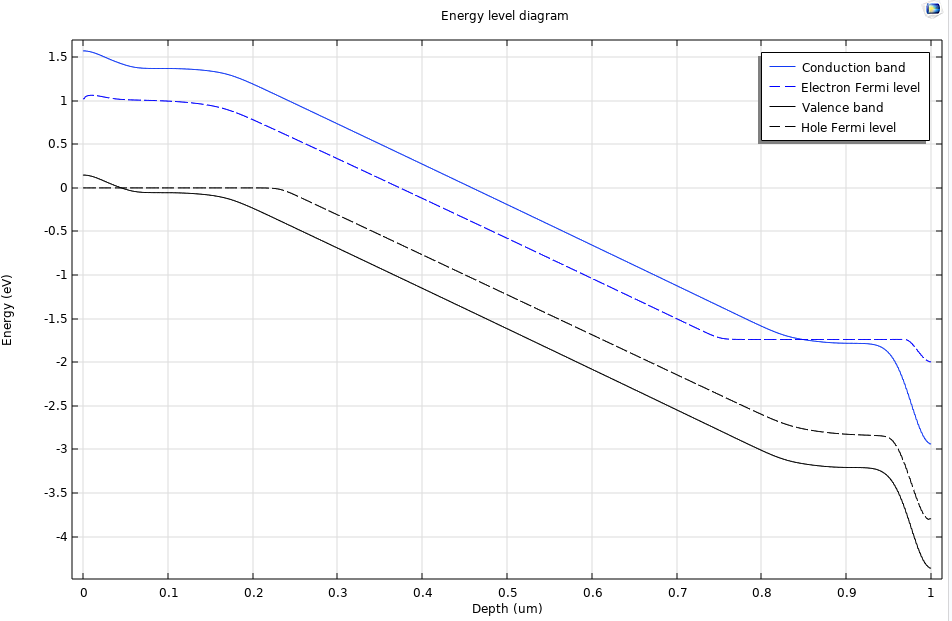 Energy level diagram
Conduction band
Electron Fermi level
Valence band
Hole Fermi level
1.5
1
0.5
0
-0.5
-1
-1.5
-2
-2.5
-3
-3.5
-4
Energy (eV)
0 0.1 0.2 0.3 0.4 0.5 0.6 0.7 0.8 0.9 1
Depth (um)